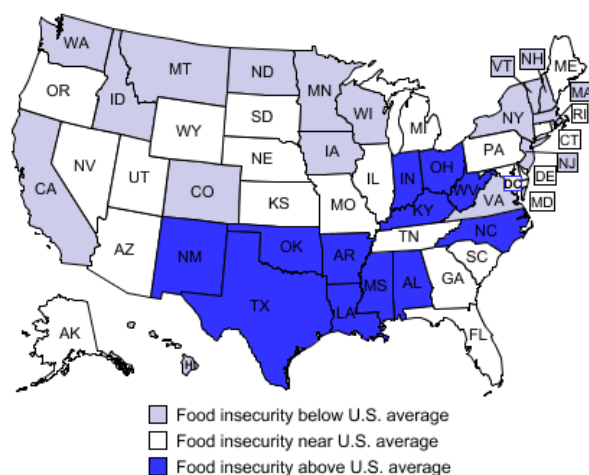 WA
MT
ND
MN
VT
NH
ME
OR
ID
WI
NY
MA
SD
MI
RI
WY
CT
IA
PA
NJ
NE
NV
OH
DE
IL
IN
UT
DC
CA
CO
WV
MD
VA
KS
MO
KY
NC
TN
AZ
OK
NM
AR
SC
MS
AL
GA
TX
LA
AK
FL
H
Food insecurity below U.S. average
Food insecurity near U.S. average
Food insecurity above U.S. average